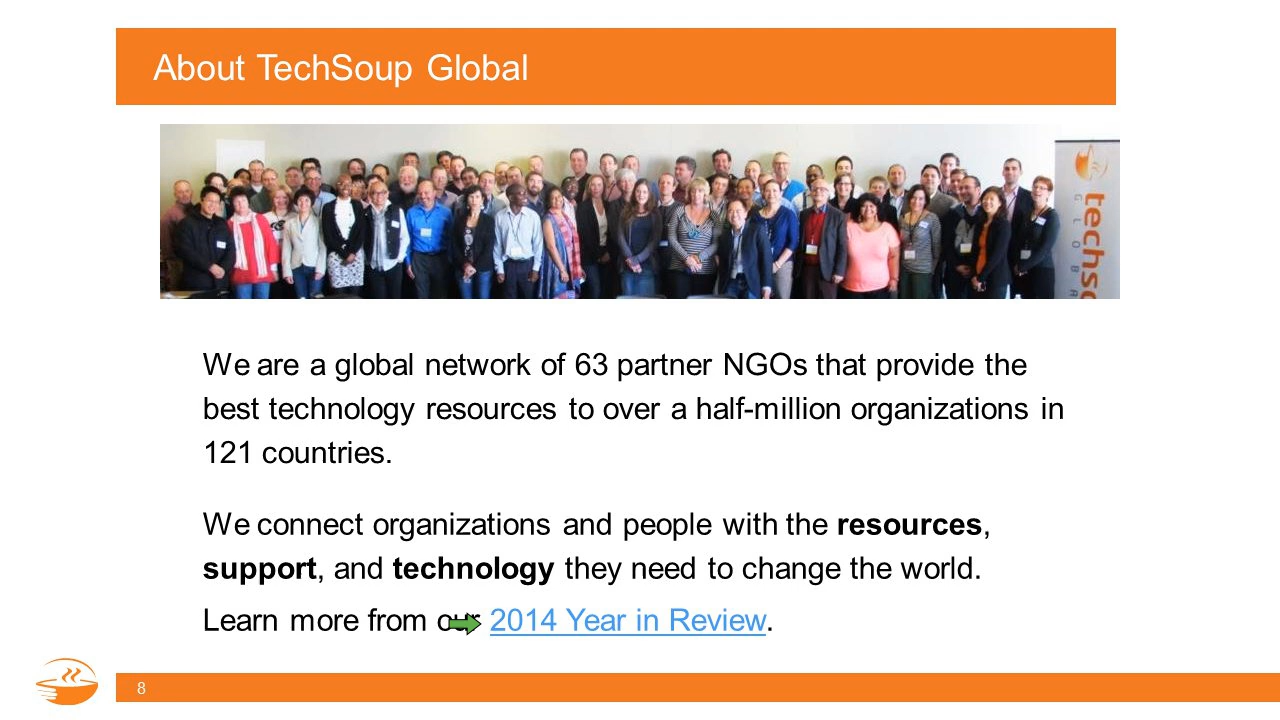 About TechSoup Global
We are a global network of 63 partner NGOs that provide the
best technology resources to over a half-million organizations in
121 countries.
We connect organizations and people with the resources,
support, and technology they need to change the world.
Learn more from our 2014 Year in Review.
8